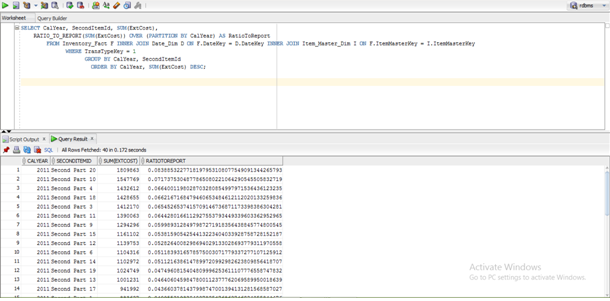 rdbms
Worksheet Query Builder
SELECT CalYear, SecondItemId, SUM(ExtCost),
RATIO_TO_REPORT(SUM(ExtCost)) OVER (PARTITION BY CalYear) AS RatioToReport
FROM Inventory_Fact F INNER JOIN Date_Dim D ON F.DateKey = D.DateKey INNER JOIN Item_Master_Dim I ON F.ItemMasterKey = I.ItemMasterKey
WHERE TransTypeKey = 1
GROUP BY CalYear, SecondItemId
ORDER BY CalYear, SUM(ExtCost) DESC;
Script Output x Query Result x
SQL | All Rows Fetched: 40 in 0.172 seconds
CALYEAR SECONDITEMID SUM(EXTCOST) RATIOTOREPORT
1 2011 Second Part 20 1809863
2 2011 Second Part 10 1547769
3 2011 Second Part 4 1432612
4 2011 Second Part 18 1428655
5 2011 Second Part 3 1412170
6 2011 Second Part 11 1390063
7 2011 Second Part 9 1294296
8 2011 Second Part 15 1161102
9 2011 Second Part 12 1139753
10 2011 Second Part 6 1104316
11 2011 Second Part 14 1102972
12 2011 Second Part 19 1024749
13 2011 Second Part 13 1001231
14 2011 Second Part 17 941992
Activate Windows
Go to PC settings to activate Windows.